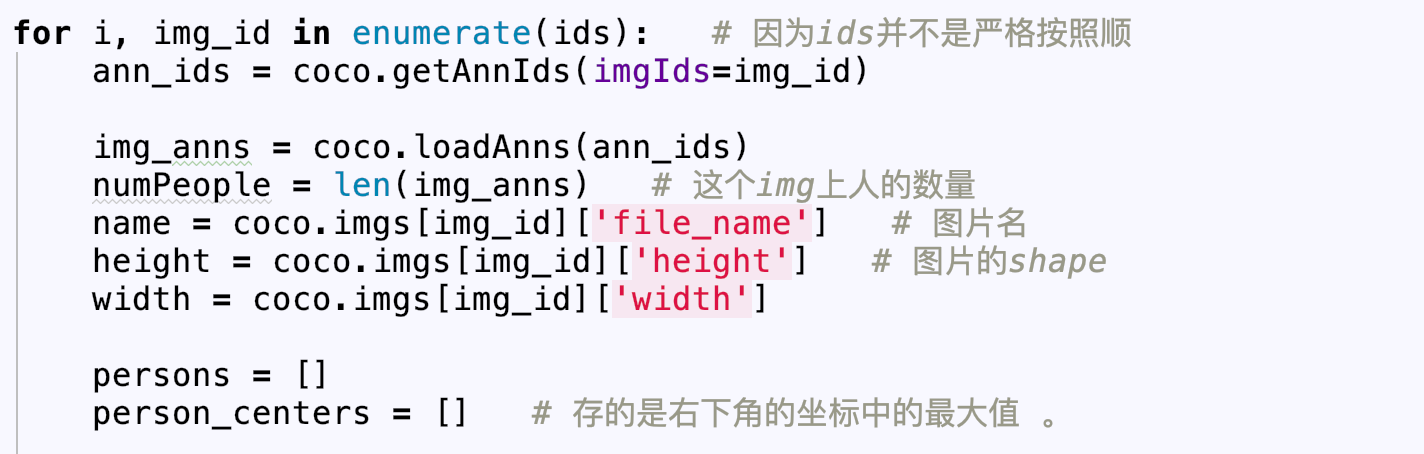 for i, img_id in enumerate(ids):   # 因为ids并不是严格按照顺
    ann_ids = coco.getAnnIds(imgIds=img_id)
    img_anns = coco.loadAnns(ann_ids)
    numPeople = len(img_anns)   # 这个img上人的数量
    name = coco.imgs[img_id]['file_name']   # 图片名
    height = coco.imgs[img_id]['height']   # 图片的shape
    width = coco.imgs[img_id]['width']
    persons = []
    person_centers = []   # 存的是右下角的坐标中的最大值 。